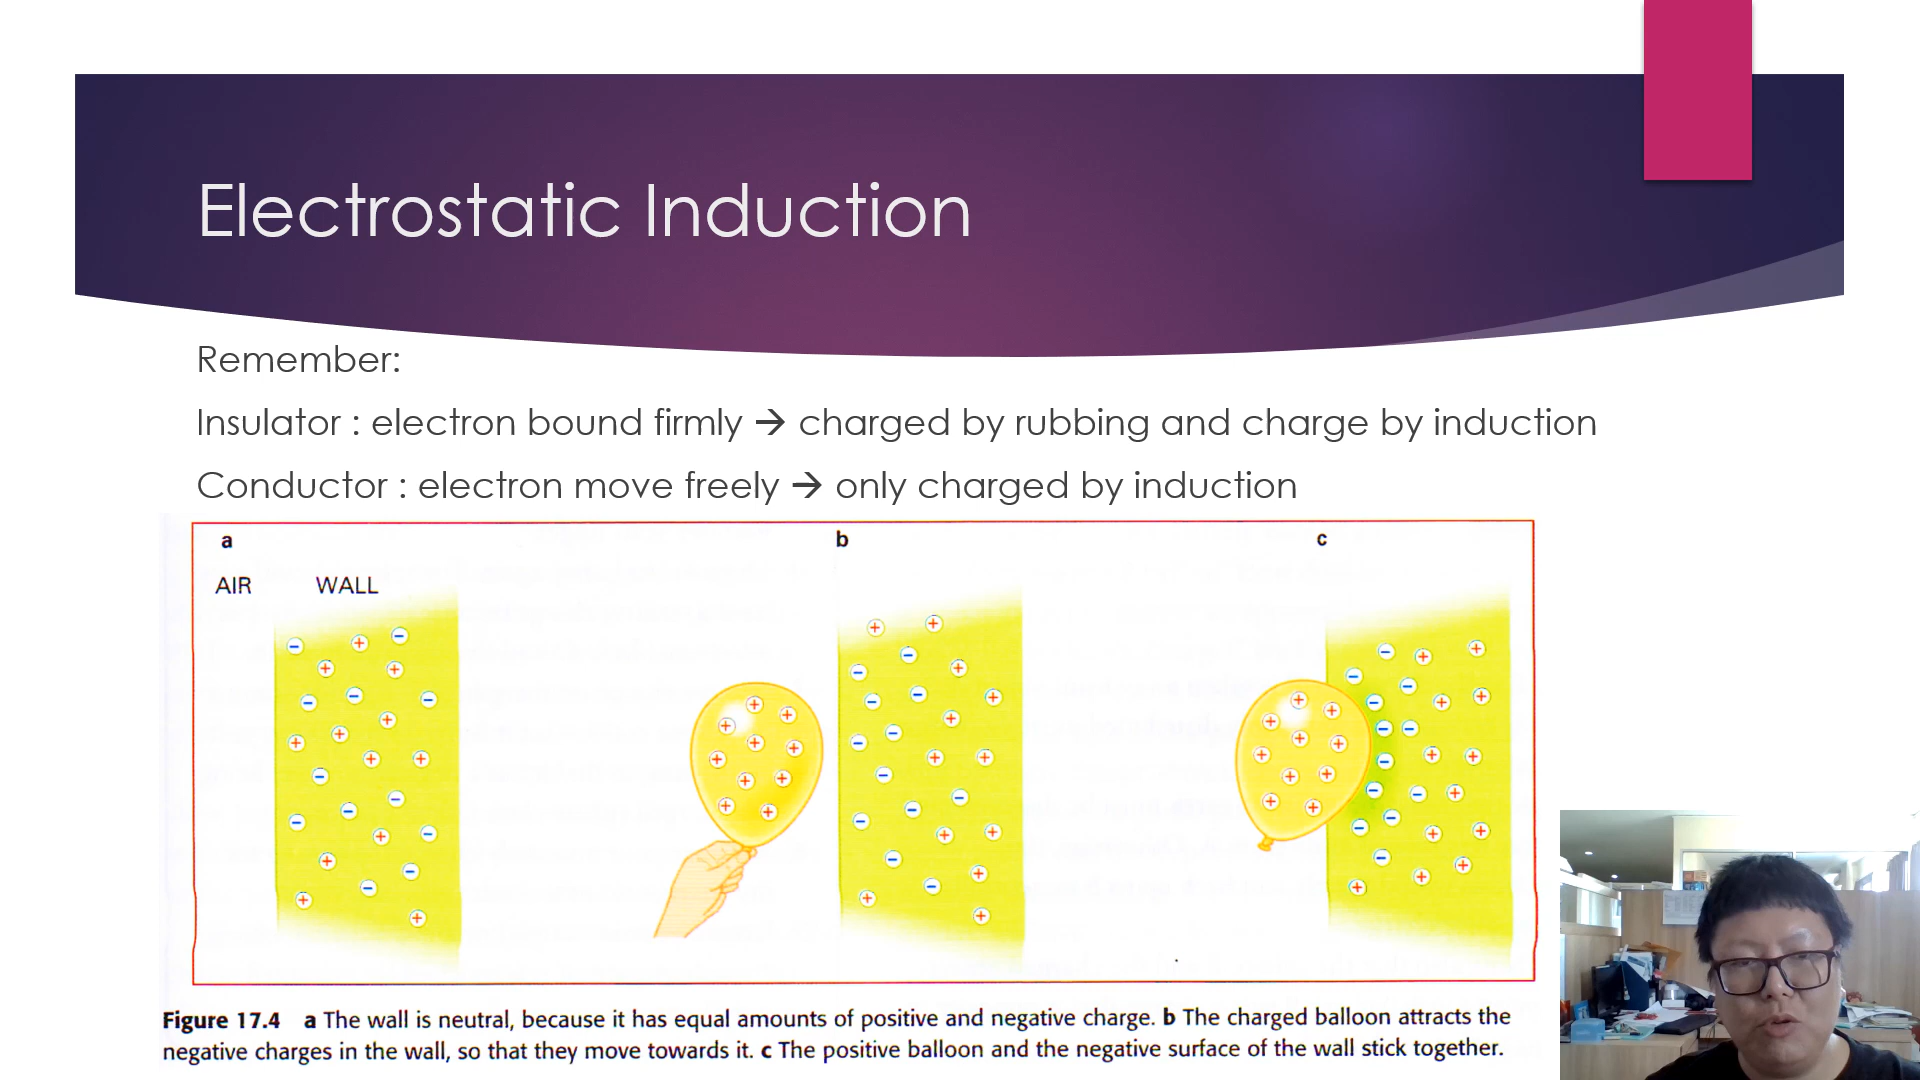 Electrostatic Induction
Remember:
Insulator : electron bound firmly → charged by rubbing and charge by induction
Conductor : electron move freely → only charged by induction
a
b
c
AIR WALL
Figure 17.4 a The wall is neutral, because it has equal amounts of positive and negative charge. b The charged balloon attracts the
negative charges in the wall, so that they move towards it. c The positive balloon and the negative surface of the wall stick together.